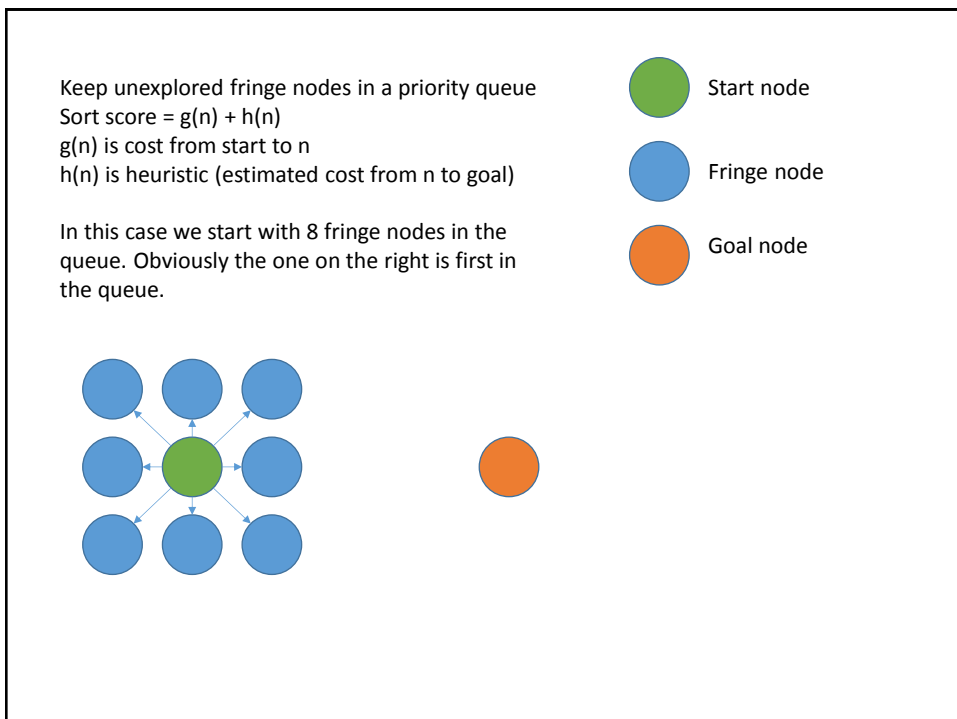 Keep unexplored fringe nodes in a priority queue
Sort score = g(n) + h(n)
g(n) is cost from start to n
h(n) is heuristic (estimated cost from n to goal)
In this case we start with 8 fringe nodes in the
queue. Obviously the one on the right is first in
the queue.
Start node
Fringe node
Goal node